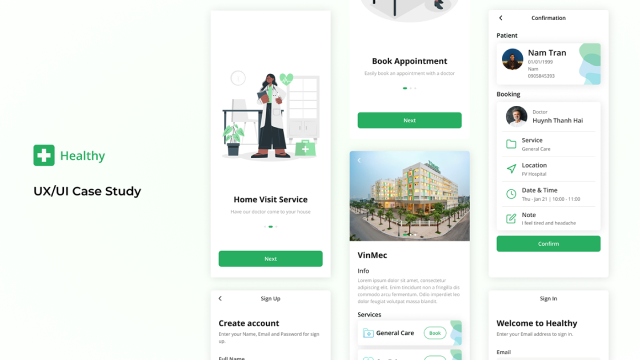 Healthy
UX/UI Case Study
Home Visit Service
Have our doctor come to your house
Next
Sign Up
Create account
Enter your Name, Email and Password for sign
up.
Full Name
Book Appointment
Easily book an appointment with a doctor
Next
VinMec
Info
Lorem ipsum dolor sit amet, consectetur
adipiscing elit. Enim tincidunt non a fringilla dis
commodo arcu fermentum. Odio imperdiet leo
dolor feugiat volutpat bibendum massa.
Services
General Care
Book
Confirmation
Patient
Nam Tran
01/01/1999
Nam
Booking
Doctor
Huynh Thanh Hai
Service
General Care
Location
FV Hospital
Date & Time
Thu - Jan 21 | 10:00 - 11:00
Note
I feel tired and headache
Confirm
Sign In
Welcome to Healthy
Enter your Email address to sign in.
Email